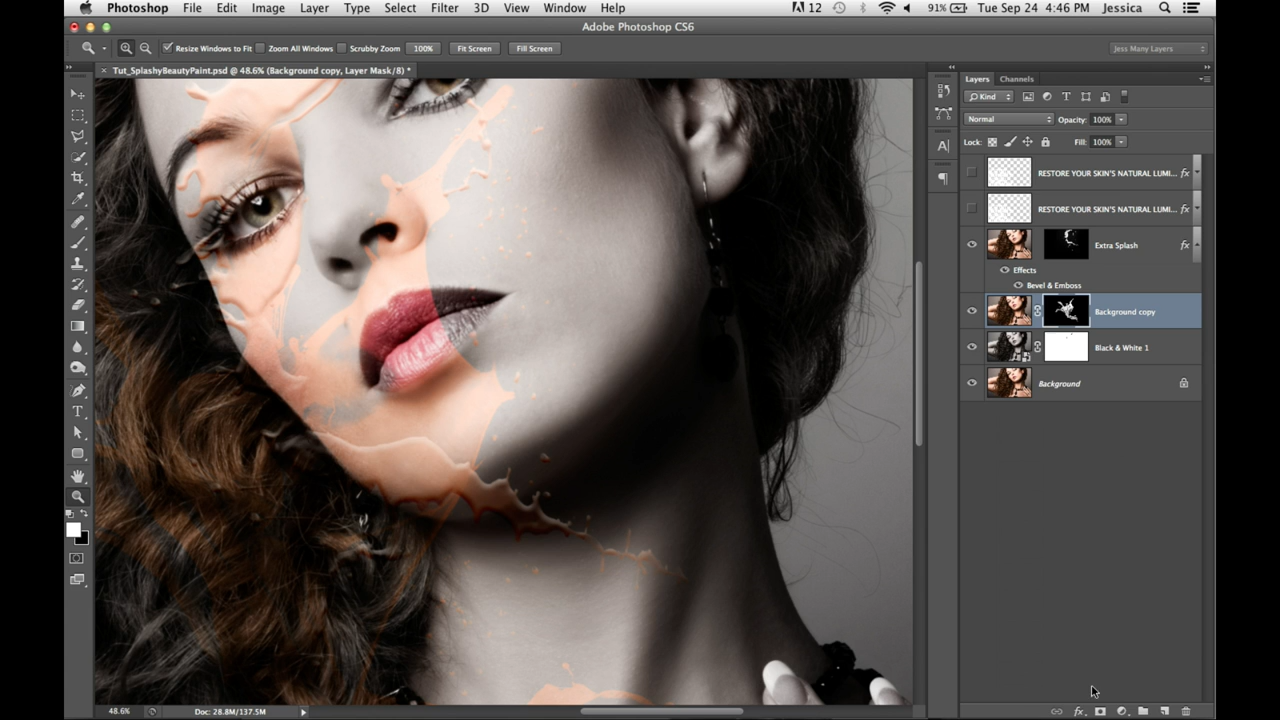 Photoshop File Edit Image Layer Type Select Filter 3D View Window Help 12 91% Tue Sep 24 4:46 PM Jessica
Adobe Photoshop CS6
Resize Windows to Fit Zoom All Windows Scrubby Zoom 100% Fit Screen Fill Screen Jess Many Layers
× Tut_SplashyBeautyPaint.psd @ 48.6% (Background copy, Layer Mask/8) *
Layers Channels
Kind
Normal Opacity: 100%
Lock: Fill: 100%
RESTORE YOUR SKIN'S NATURAL LUMI... fx
RESTORE YOUR SKIN'S NATURAL LUMI... fx
Extra Splash fx
Effects
Bevel & Emboss
Background copy
Black & White 1
Background
48.6% Doc: 28.8M/137.5M